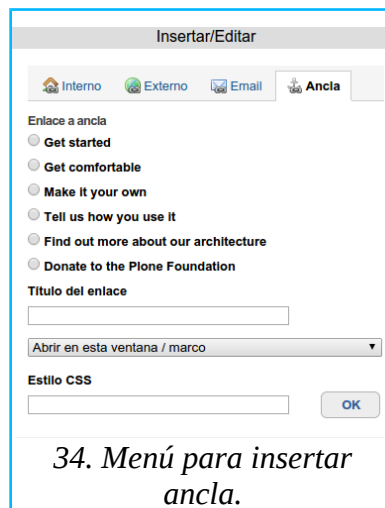 Insertar/Editar
Interno Externo Email Ancla
Enlace a ancla
Get started
Get comfortable
Make it your own
Tell us how you use it
Find out more about our architecture
Donate to the Plone Foundation
Título del enlace
Abrir en esta ventana / marco
Estilo CSS
OK
34. Menú para insertar
ancla.